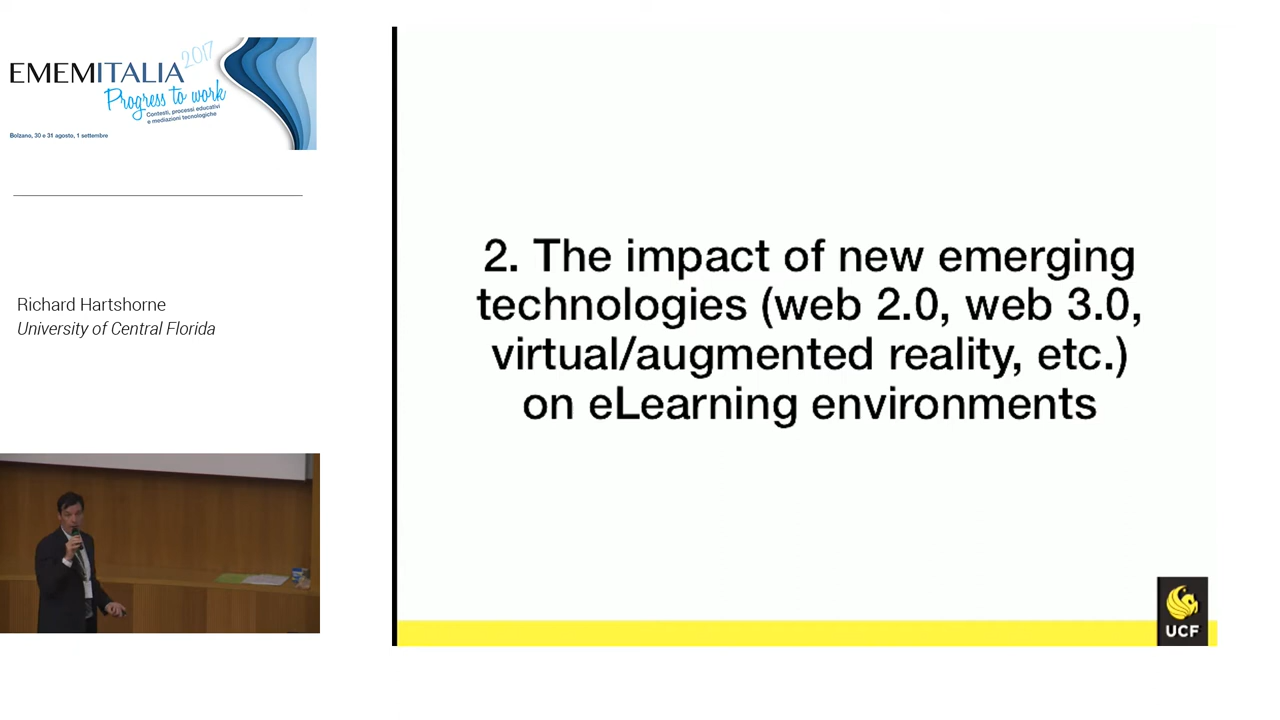 EMEMITALIA 2017
Progress to work
Contesti, processi educativi
e mediazioni tecnologiche
Bolzano, 30 e 31 agosto, 1 settembre
Richard Hartshorne
University of Central Florida
2. The impact of new emerging
technologies (web 2.0, web 3.0,
virtual/augmented reality, etc.)
on eLearning environments
UCF